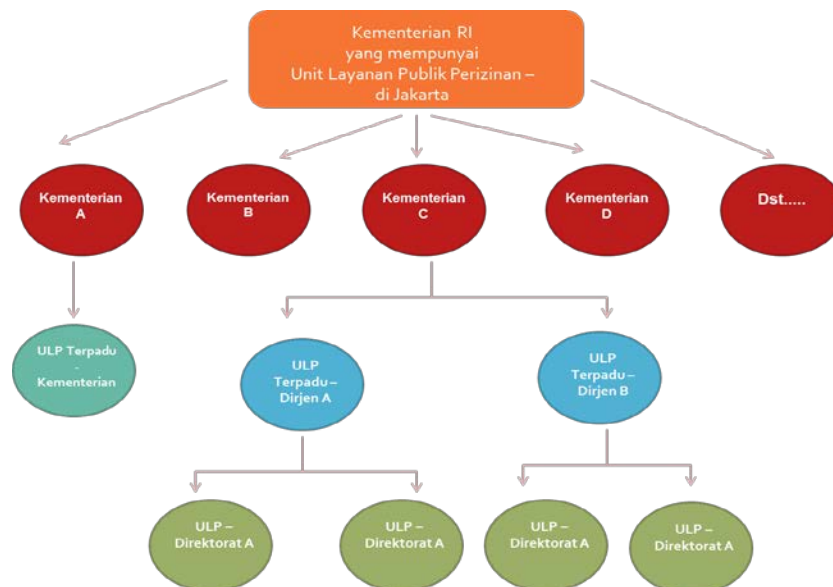 Kementerian RI
yang mempunyai
Unit Layanan Publik Perizinan –
di Jakarta
Kementerian
A
Kementerian
B
Kementerian
C
Kementerian
D
Dst.....
ULP Terpadu
-
Kementerian
ULP
Terpadu –
Dirjen A
ULP
Terpadu –
Dirjen B
ULP –
Direktorat A
ULP –
Direktorat A
ULP –
Direktorat A
ULP –
Direktorat A